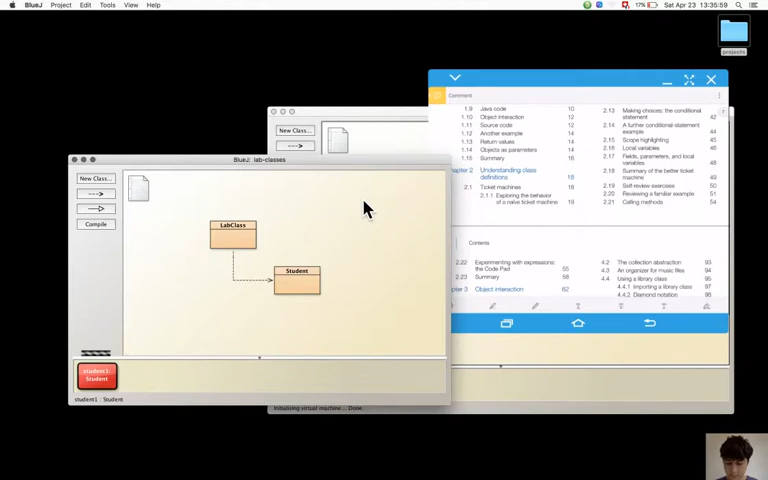 BlueJ Project Edit Tools View Help
17% Sat Apr 23 13:35:59
projects
Comment
1.9 Java code 10
1.10 Object interaction 12
1.11 Source code 12
1.12 Another example 14
1.13 Return values 14
1.14 Objects as parameters 14
1.15 Summary 16
Chapter 2 Understanding class
definitions 18
2.1 Ticket machines 18
2.1.1 Exploring the behavior
of a naïve ticket machine 19
2.13 Making choices: the conditional
statement 42
2.14 A further conditional-statement
example 44
2.15 Scope highlighting 45
2.16 Local variables 46
2.17 Fields, parameters, and local
variables 48
2.18 Summary of the better ticket
machine 49
2.19 Self-review exercises 50
2.20 Reviewing a familiar example 51
2.21 Calling methods 54
Contents
2.22 Experimenting with expressions:
the Code Pad 55
2.23 Summary 58
Chapter 3 Object interaction 62
4.2 The collection abstraction 93
4.3 An organizer for music files 94
4.4 Using a library class 95
4.4.1 Importing a library class 97
4.4.2 Diamond notation 98
New Class...
BlueJ: lab-classes
New Class...
Compile
LabClass
Student
student1:
Student
student1 : Student
Initialising virtual machine... Done.